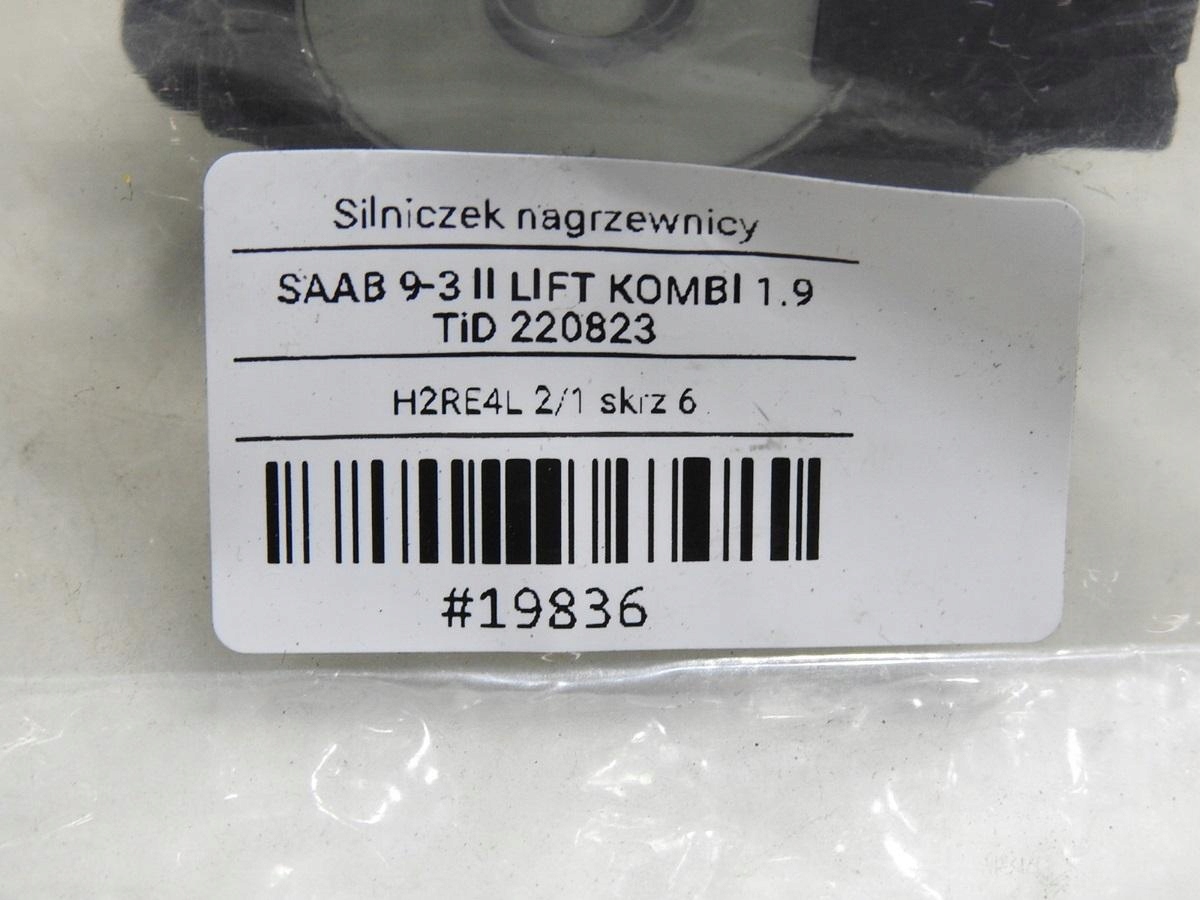 Silniczek nagrzewnicy
SAAB 9-3 II LIFT KOMBI 1.9
TiD 220823
H2RE4L 2/1 skrz 6
#19836